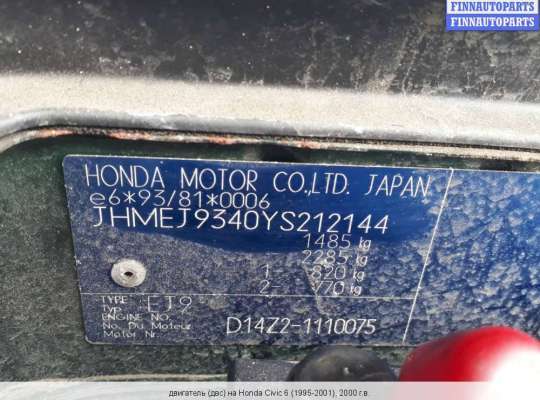 FINNAUTOPARTS
FINNAUTOPARTS
HONDA MOTOR CO.,LTD. JAPAN
e6*93/81*0006
JHMEJ9340YS212144
1485 kg
2285 kg
1- 820 kg
2- 770 kg
TYPE EJ9
Typ
ENGINE NO.
No. Du Moteur D14Z2-1110075
Motor Nr.
двигатель (двс) на Honda Civic 6 (1995-2001), 2000 г.в.